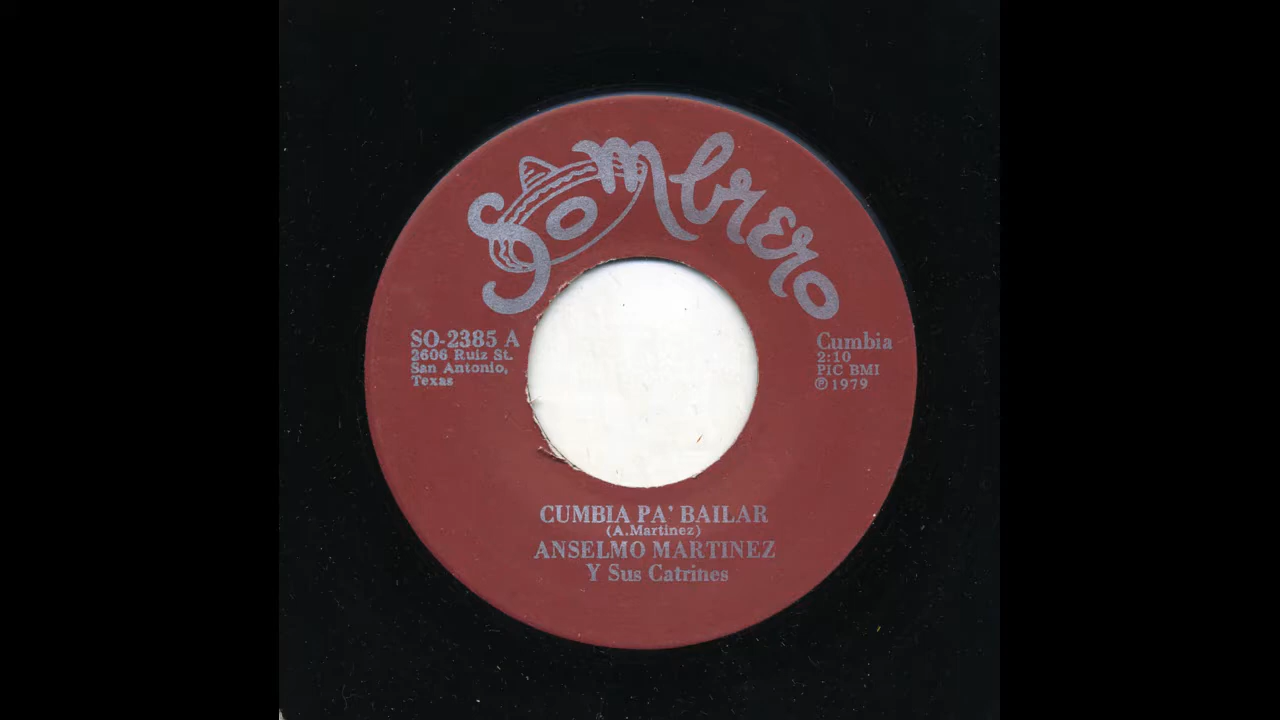 Sombrero
SO-2385 A
2606 Ruiz St.
San Antonio,
Texas
Cumbia
2:10
PIC BMI
℗ 1979
CUMBIA PA' BAILAR
(A.Martinez)
ANSELMO MARTINEZ
Y Sus Catrines